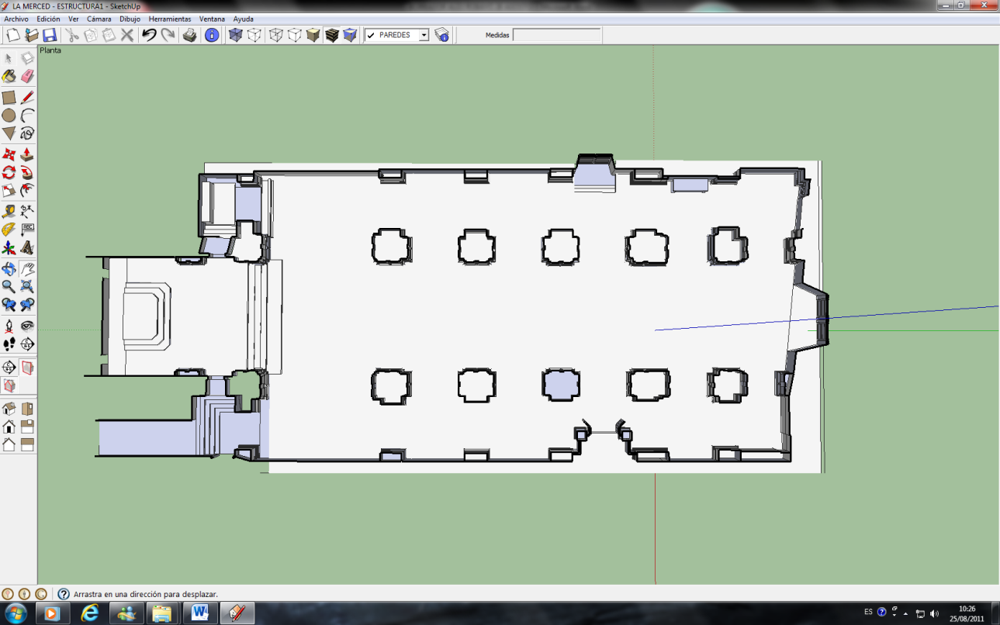 LA MERCED - ESTRUCTURA1 - SketchUp
Archivo Edición Ver Cámara Dibujo Herramientas Ventana Ayuda
PAREDES Medidas
Planta
ABC
Arrastra en una dirección para desplazar.
ES 10:26
25/08/2011